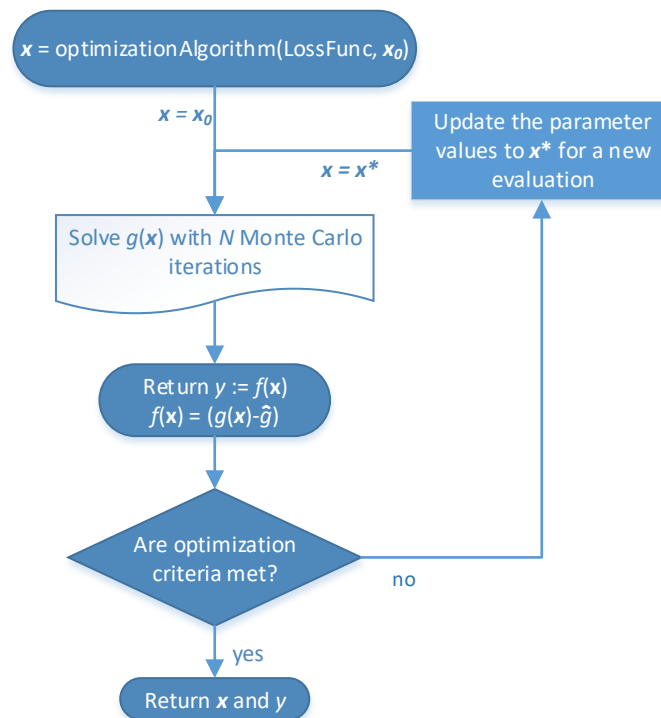 x = optimizationAlgorithm(LossFunc, x₀)
x = x₀
Update the parameter
values to x* for a new
evaluation
x = x*
Solve g(x) with N Monte Carlo
iterations
Return y := f(x)
f(x) = (g(x)-ĝ)
Are optimization
criteria met?
no
yes
Return x and y